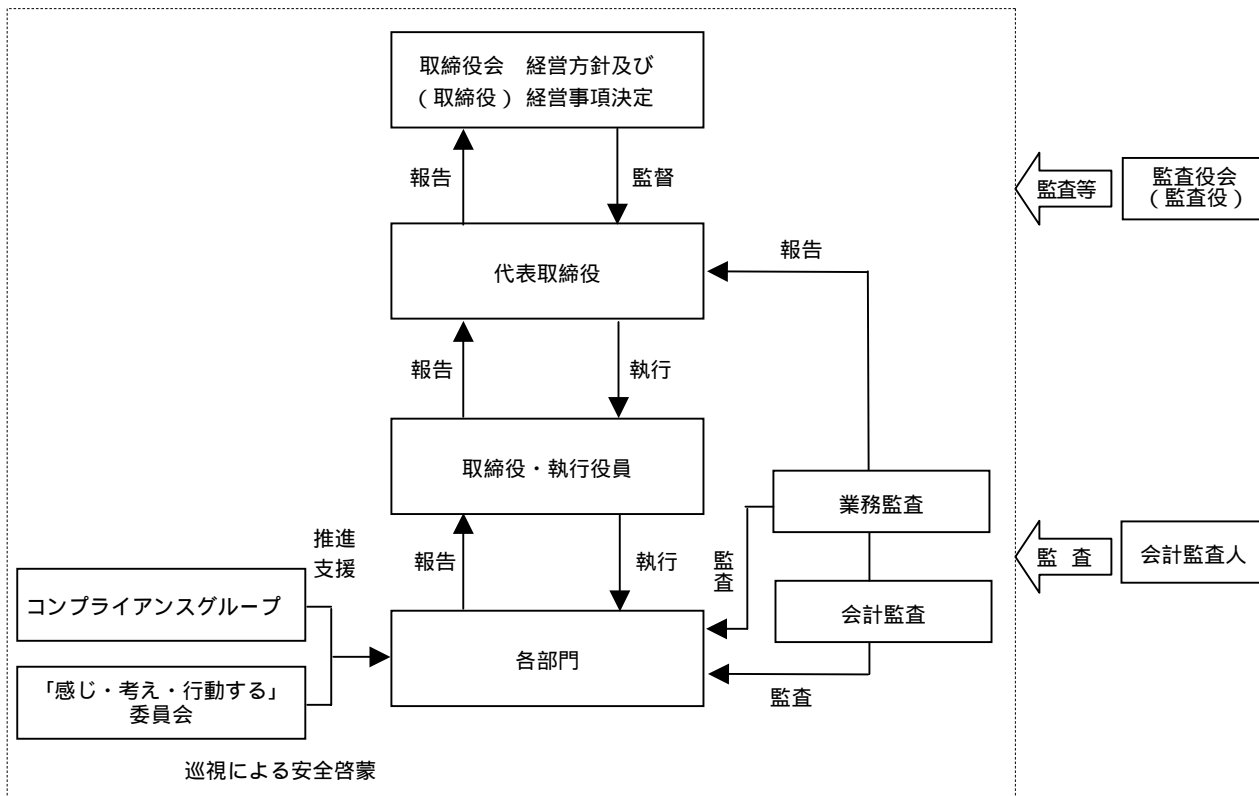 取締役会 経営方針及び
(取締役)経営事項決定
報告
監督
監査等
監査役会
(監査役)
代表取締役
報告
報告
執行
取締役・執行役員
業務監査
推進
支援
報告
執行
監査
監 査
会計監査人
コンプライアンスグループ
会計監査
各部門
「感じ・考え・行動する」
委員会
監査
巡視による安全啓蒙